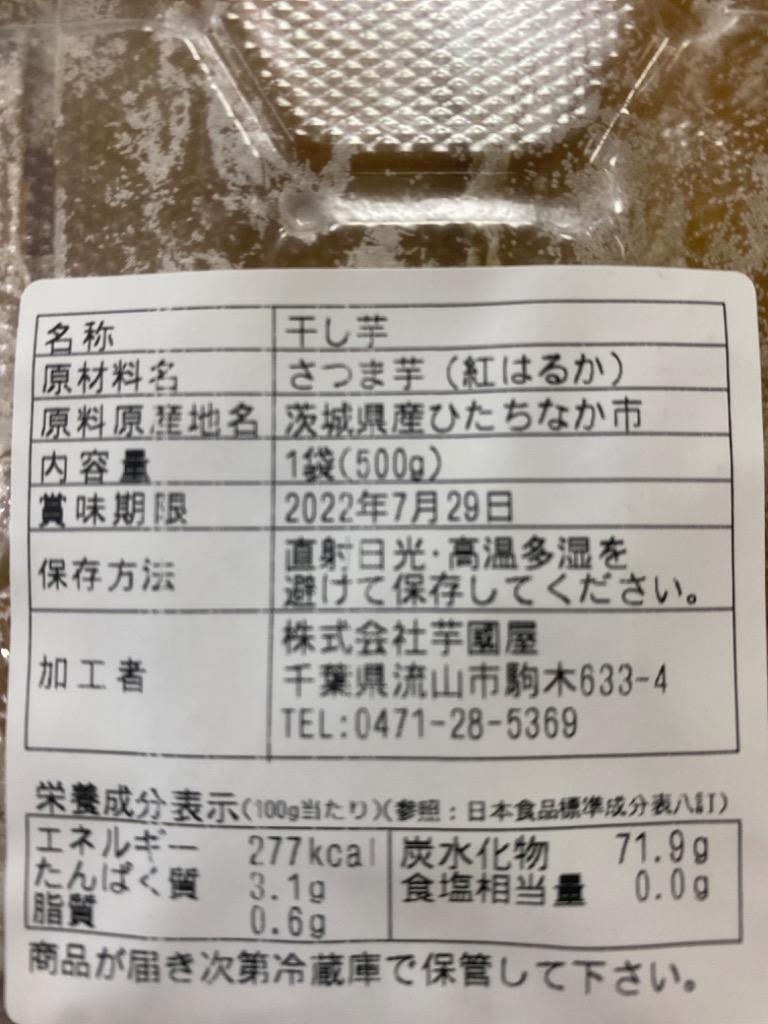 名称 干し芋
原材料名 さつま芋（紅はるか）
原料原産地名 茨城県産ひたちなか市
内容量 1袋(500g)
賞味期限 2022年7月29日
保存方法 直射日光・高温多湿を
避けて保存してください。
加工者 株式会社芋國屋
千葉県流山市駒木633-4
TEL:0471-28-5369
栄養成分表示(100g当たり)(参照：日本食品標準成分表八訂)
エネルギー 277kcal 炭水化物 71.9g
たんぱく質 3.1g 食塩相当量 0.0g
脂質 0.6g
商品が届き次第冷蔵庫で保管して下さい。